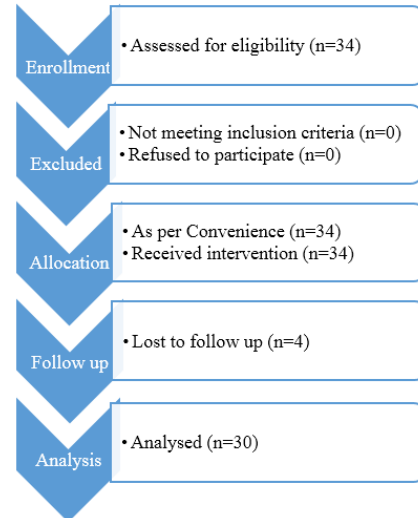 Enrollment
• Assessed for eligibility (n=34)
Excluded
• Not meeting inclusion criteria (n=0)
• Refused to participate (n=0)
Allocation
• As per Convenience (n=34)
• Received intervention (n=34)
Follow up
• Lost to follow up (n=4)
Analysis
• Analysed (n=30)